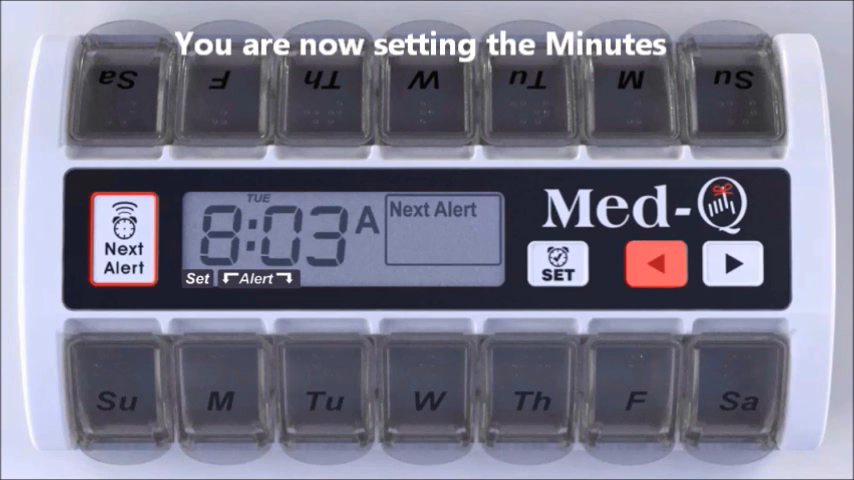 You are now setting the Minutes
Sa F Th W Tu M Su
TUE
8:03 A
Next Alert
Med-Q
Next
Alert
Set Alert
SET
Su M Tu W Th F Sa